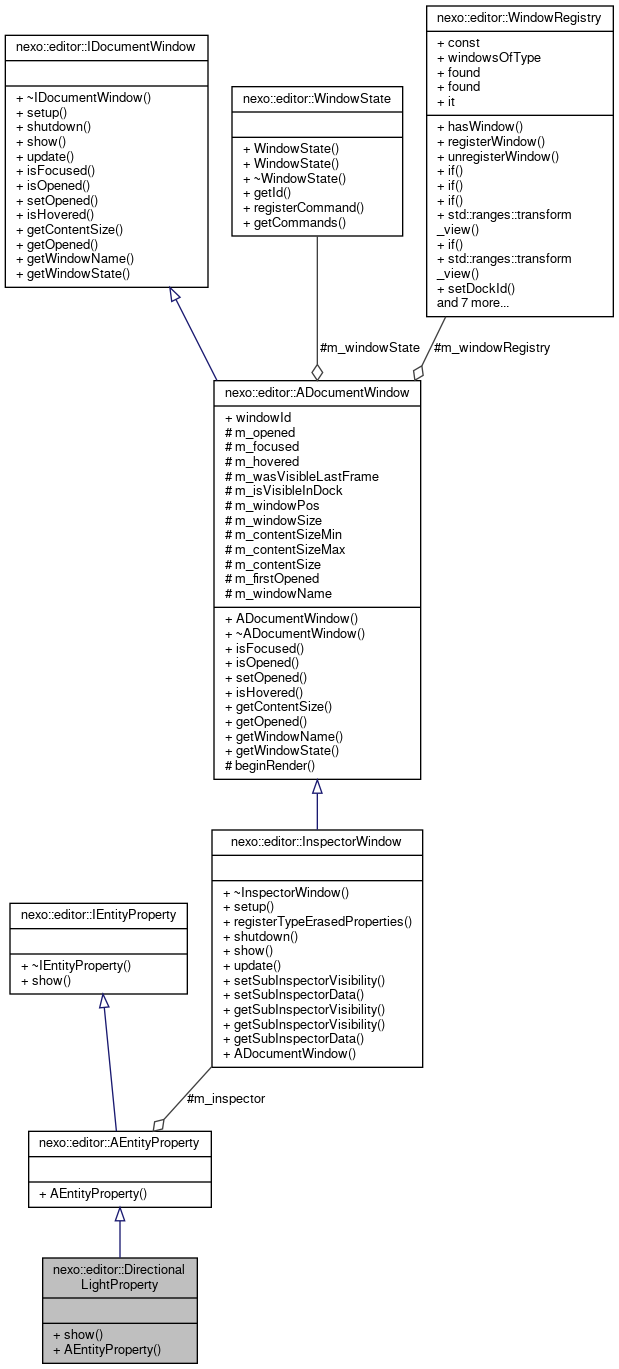 nexo::editor::WindowRegistry
+ const
+ windowsOfType
+ found
+ found
+ it
+ hasWindow()
+ registerWindow()
+ unregisterWindow()
+ if()
+ if()
+ if()
+ std::ranges::transform
_view()
+ if()
+ std::ranges::transform
_view()
+ setDockId()
and 7 more...
nexo::editor::IDocumentWindow
+ ~IDocumentWindow()
+ setup()
+ shutdown()
+ show()
+ update()
+ isFocused()
+ isOpened()
+ setOpened()
+ isHovered()
+ getContentSize()
+ getOpened()
+ getWindowName()
+ getWindowState()
nexo::editor::WindowState
+ WindowState()
+ WindowState()
+ ~WindowState()
+ getId()
+ registerCommand()
+ getCommands()
#m_windowState
#m_windowRegistry
nexo::editor::ADocumentWindow
+ windowId
# m_opened
# m_focused
# m_hovered
# m_wasVisibleLastFrame
# m_isVisibleInDock
# m_windowPos
# m_windowSize
# m_contentSizeMin
# m_contentSizeMax
# m_contentSize
# m_firstOpened
# m_windowName
+ ADocumentWindow()
+ ~ADocumentWindow()
+ isFocused()
+ isOpened()
+ setOpened()
+ isHovered()
+ getContentSize()
+ getOpened()
+ getWindowName()
+ getWindowState()
# beginRender()
nexo::editor::InspectorWindow
+ ~InspectorWindow()
+ setup()
+ registerTypeErasedProperties()
+ shutdown()
+ show()
+ update()
+ setSubInspectorVisibility()
+ setSubInspectorData()
+ getSubInspectorVisibility()
+ getSubInspectorVisibility()
+ getSubInspectorData()
+ ADocumentWindow()
nexo::editor::IEntityProperty
+ ~IEntityProperty()
+ show()
#m_inspector
nexo::editor::AEntityProperty
+ AEntityProperty()
nexo::editor::Directional
LightProperty
+ show()
+ AEntityProperty()